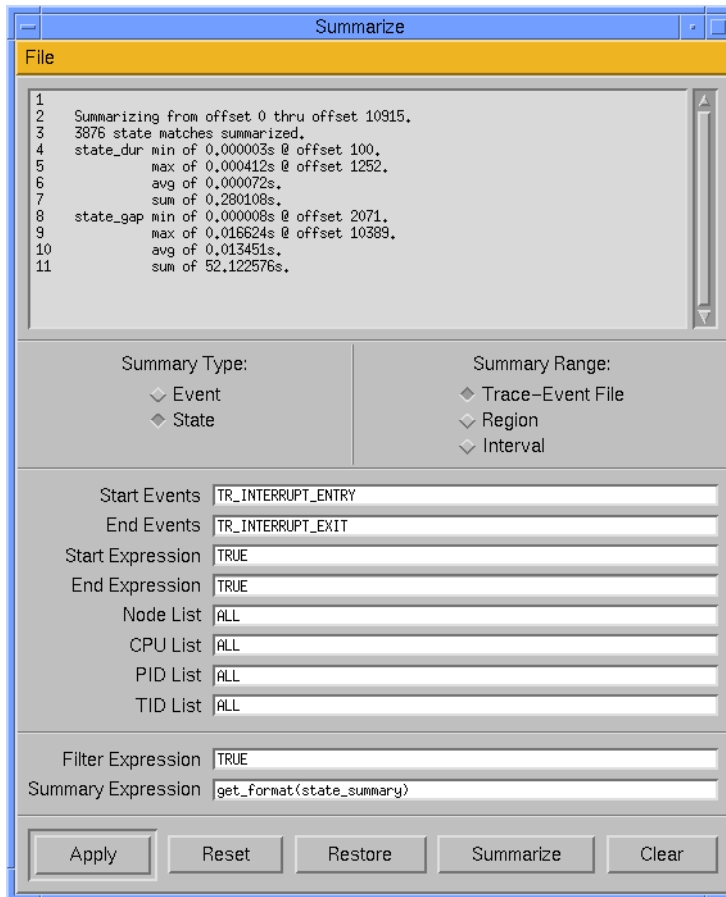 Summarize
File
1
2 Summarizing from offset 0 thru offset 10915.
3 3876 state matches summarized.
4 state_dur min of 0.000003s @ offset 100.
5 max of 0.000412s @ offset 1252.
6 avg of 0.000072s.
7 sum of 0.280108s.
8 state_gap min of 0.000008s @ offset 2071.
9 max of 0.016624s @ offset 10389.
10 avg of 0.013451s.
11 sum of 52.122576s.
Summary Type:
Event
State
Summary Range:
Trace-Event File
Region
Interval
Start Events TR_INTERRUPT_ENTRY
End Events TR_INTERRUPT_EXIT
Start Expression TRUE
End Expression TRUE
Node List ALL
CPU List ALL
PID List ALL
TID List ALL
Filter Expression TRUE
Summary Expression get_format(state_summary)
Apply Reset Restore Summarize Clear